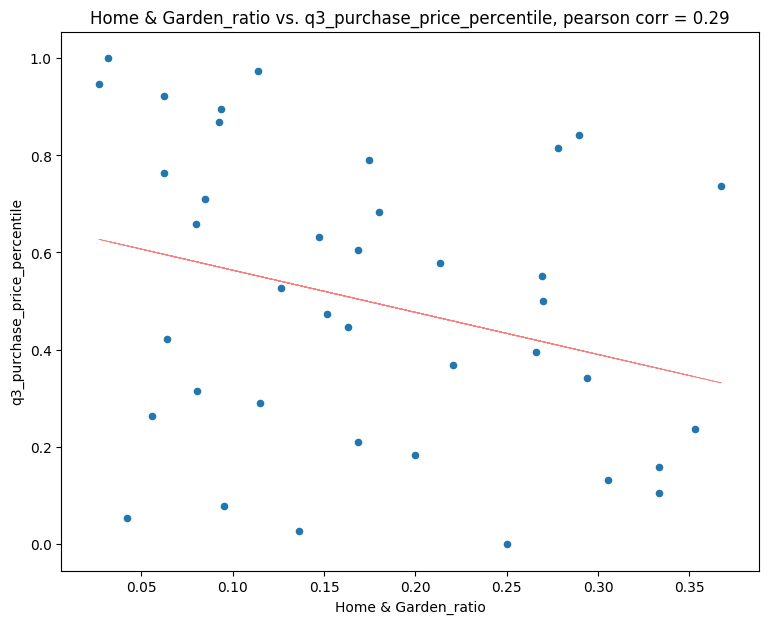 Home & Garden_ratio vs. q3_purchase_price_percentile, pearson corr = 0.29
1.0
0.8
0.6
0.4
0.2
0.0
q3_purchase_price_percentile
0.05 0.10 0.15 0.20 0.25 0.30 0.35
Home & Garden_ratio